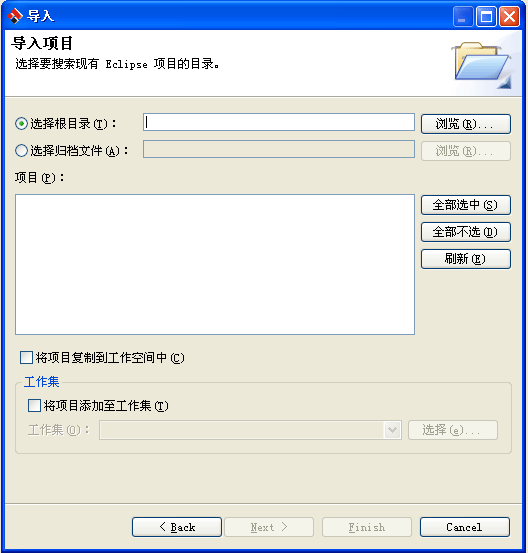 导入
导入项目
选择要搜索现有 Eclipse 项目的目录。
选择根目录(T)： 浏览(R)...
选择归档文件(A)： 浏览(R)...
项目(P)：
全部选中(S)
全部不选(D)
刷新(E)
将项目复制到工作空间中(C)
工作集
将项目添加至工作集(T)
工作集(O)： 选择(e)...
< Back Next > Finish Cancel